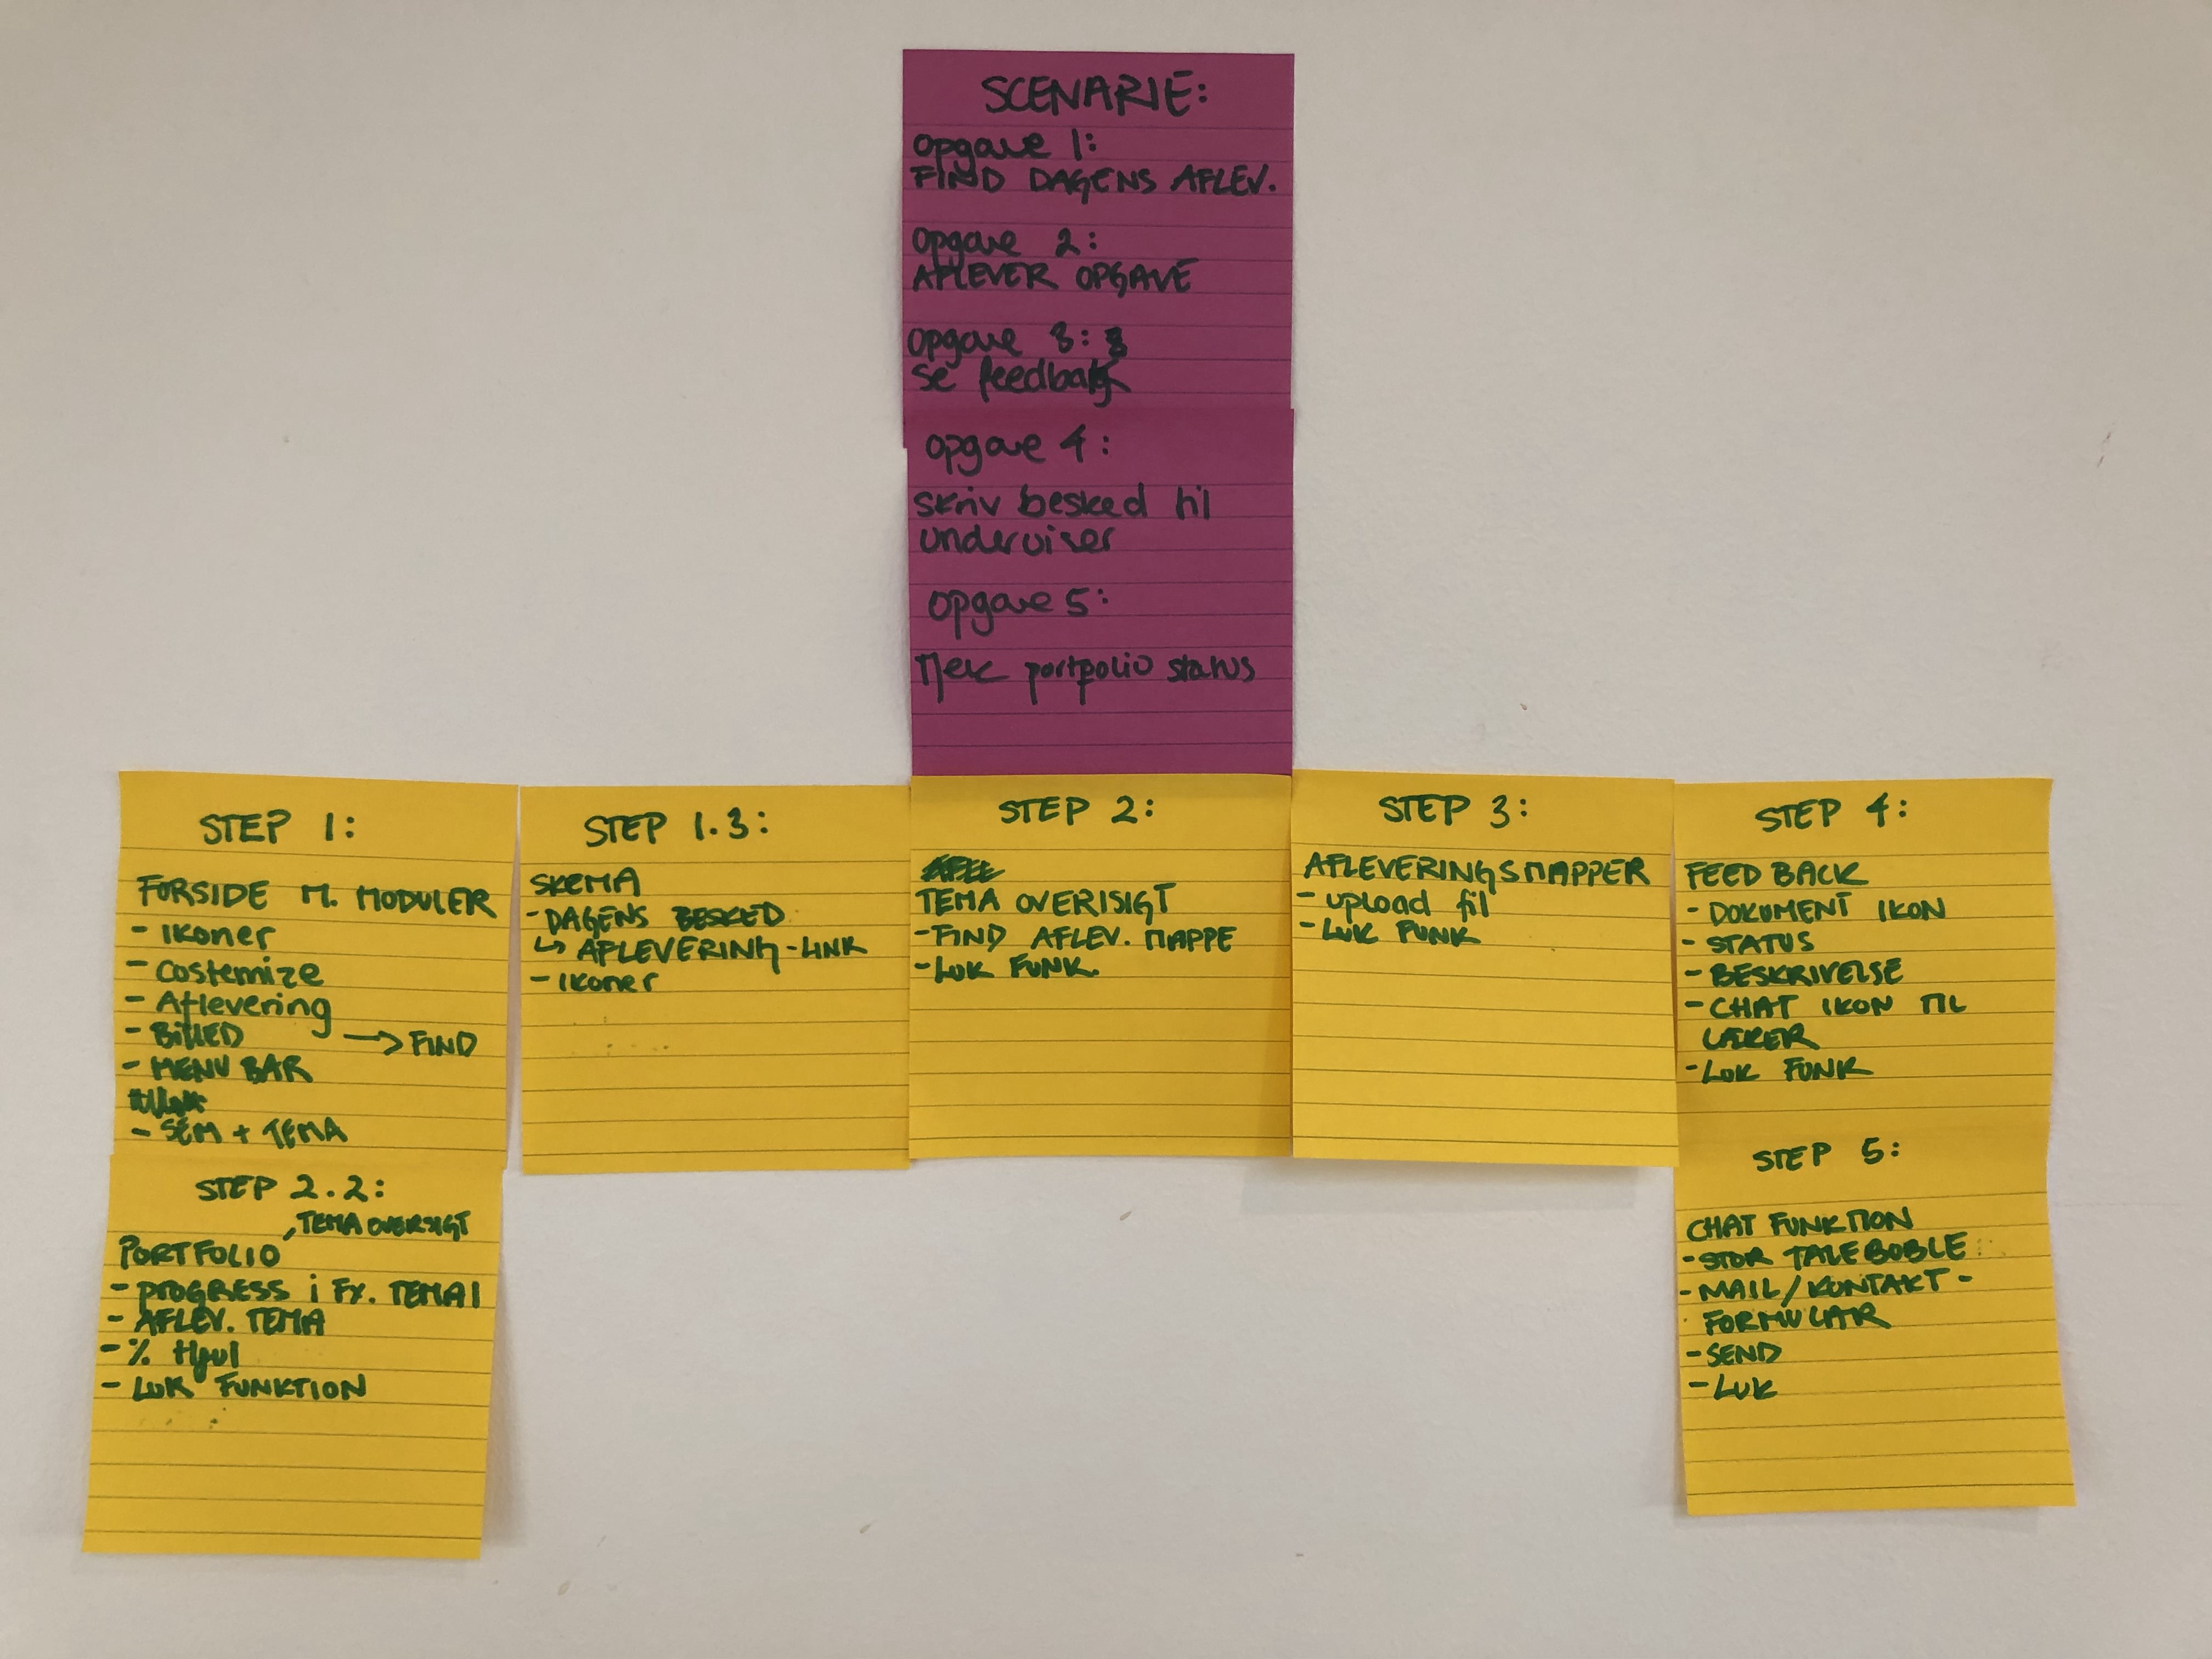 SCENARIE:
Opgave 1:
FIND DAGENS AFLEV.
Opgave 2:
AFLEVER OPGAVE
Opgave 3:
se feedback
Opgave 4:
Skriv besked til
underviser
Opgave 5:
Tjek portfolio status
STEP 1:
FORSIDE M. MODULER
- Ikoner
- Costemize
- Aflevering
- BILLED → FIND
- MENU BAR
- SEM + TEMA
STEP 2.2:
, TEMA OVERSIGT
PORTFOLIO
- PROGRESS i FX. TEMA 1
- AFLEV. TEMA
- % Hjul
- LUK FUNKTION
STEP 1.3:
SKEMA
- DAGENS BESKED
↳ AFLEVERING - LINK
- Ikoner
STEP 2:
TEMA OVERISIGT
- FIND AFLEV. MAPPE
- LUK FUNK.
STEP 3:
AFLEVERINGSMAPPER
- upload fil
- LUK FUNK
STEP 4:
FEED BACK
- DOKUMENT IKON
- STATUS
- BESKRIVELSE
- CHAT IKON TIL
LÆRER
- LUK FUNK
STEP 5:
CHAT FUNKTION
- STOR TALEBOBLE
- MAIL / KONTAKT -
FORMULAR
- SEND
- LUK